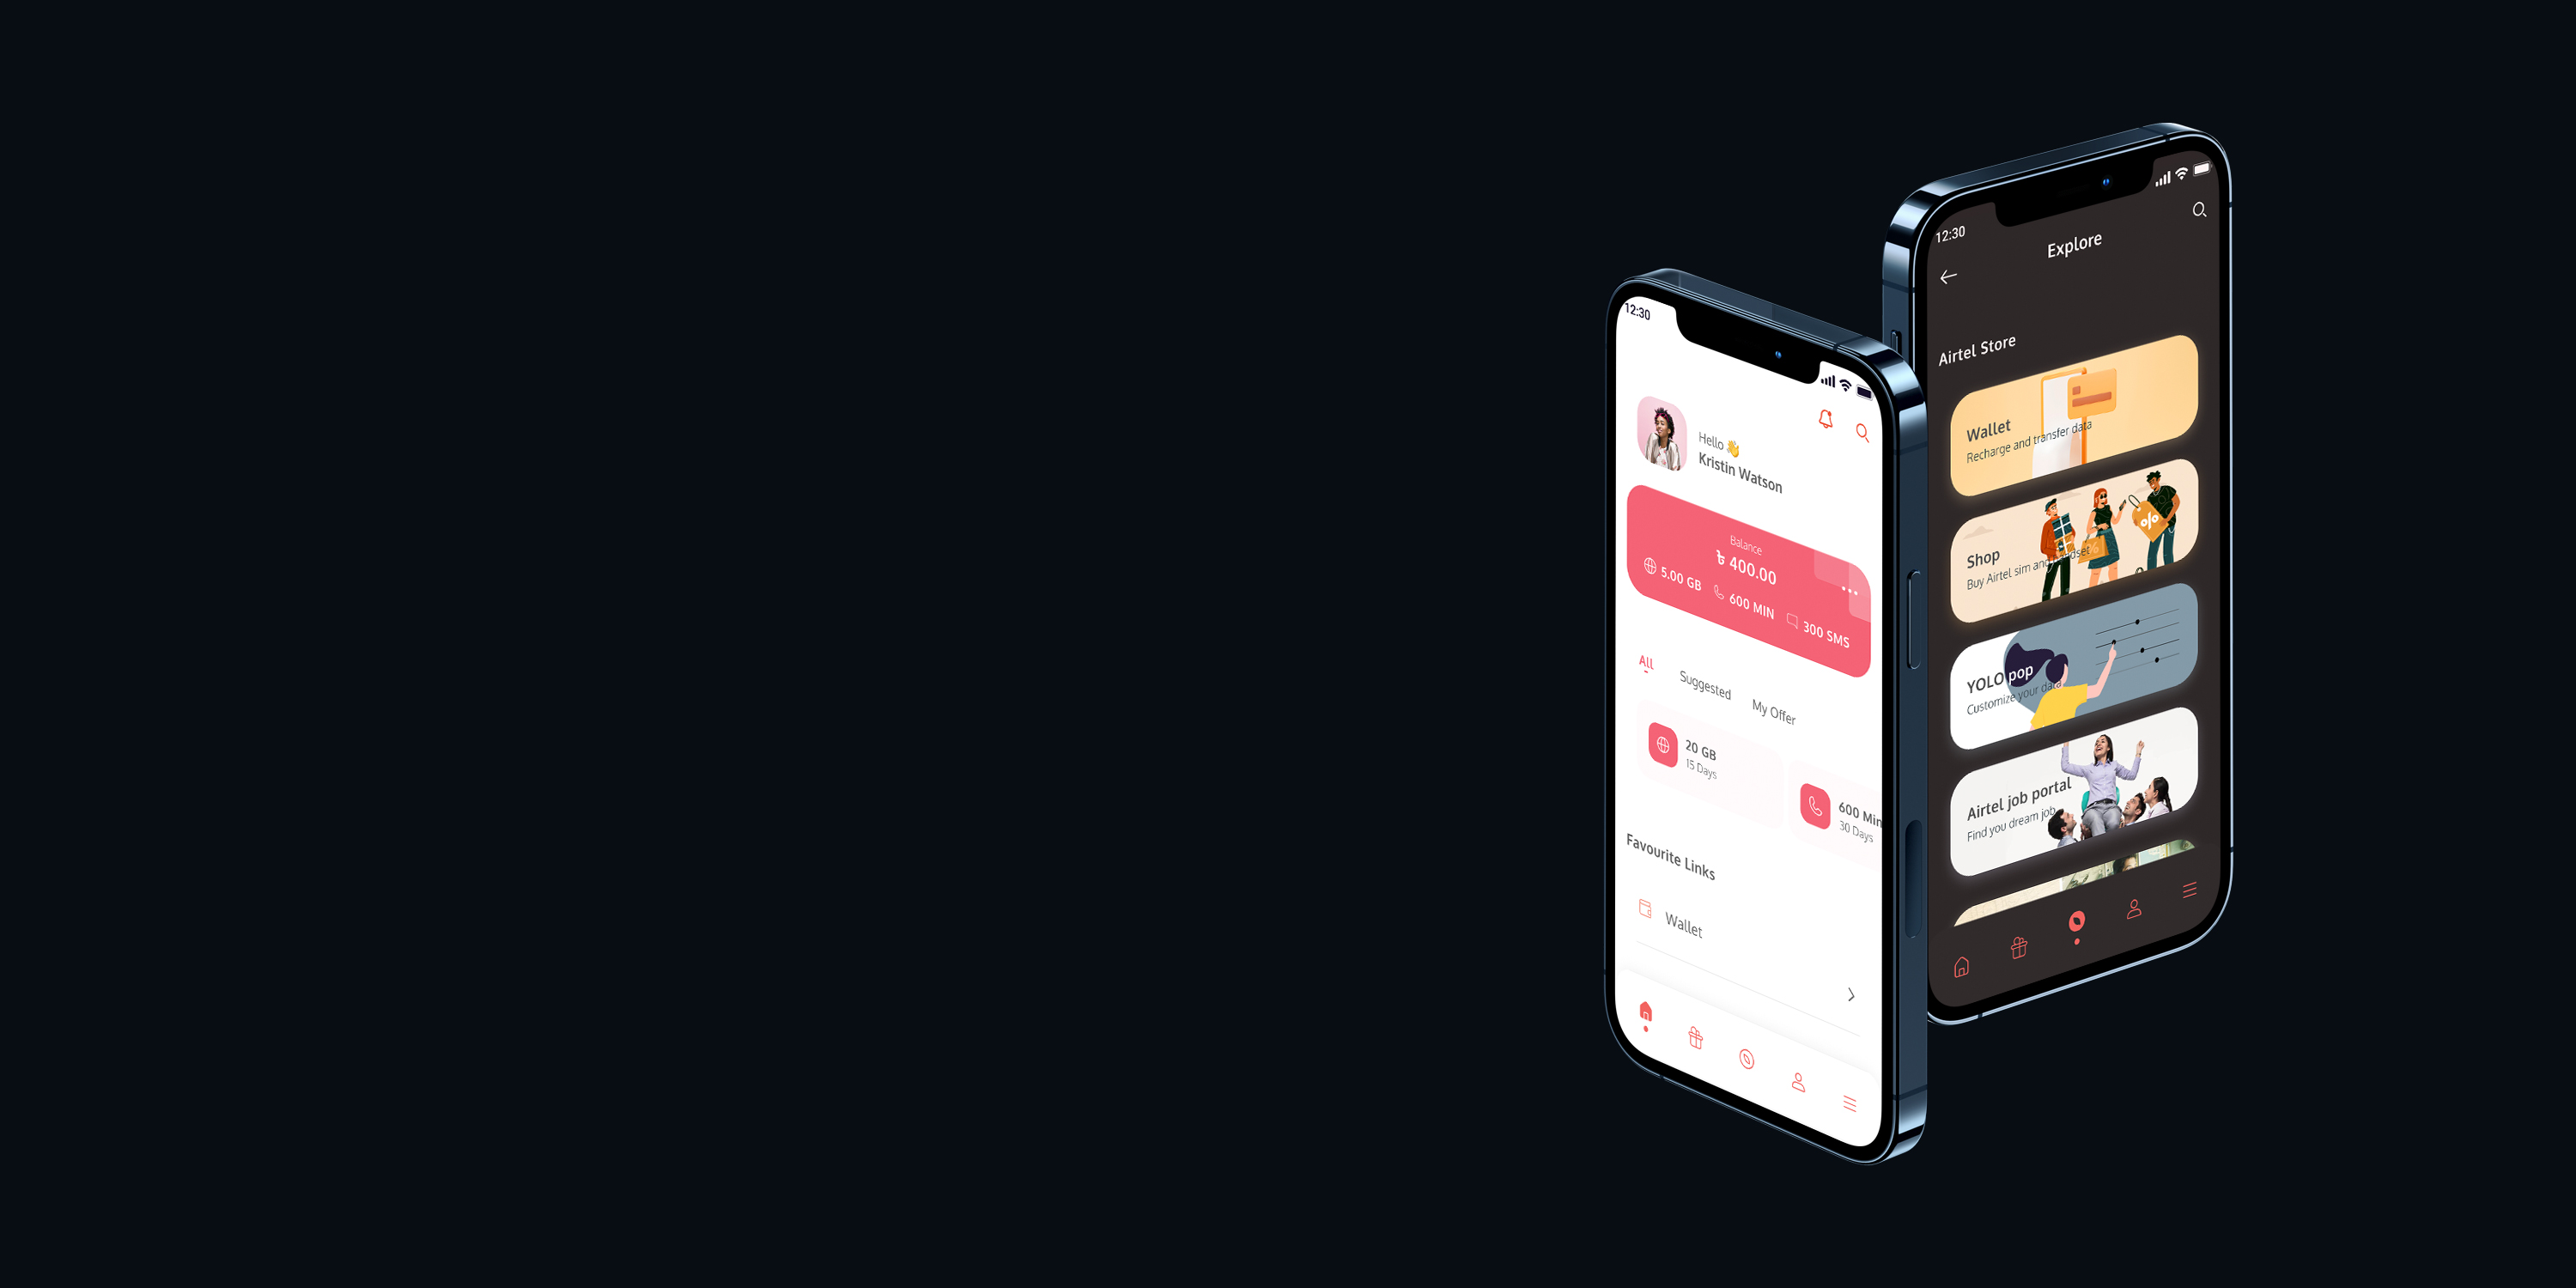 12:30
Hello 👋
Kristin Watson
Balance
৳ 400.00
5.00 GB
600 MIN
300 SMS
All
Suggested
My Offer
20 GB
15 Days
600 Min
30 Days
Favourite Links
Wallet
12:30
Explore
Airtel Store
Wallet
Recharge and transfer data
Shop
Buy Airtel sim and
YOLO pop
Customize your data
Airtel job portal
Find you dream job